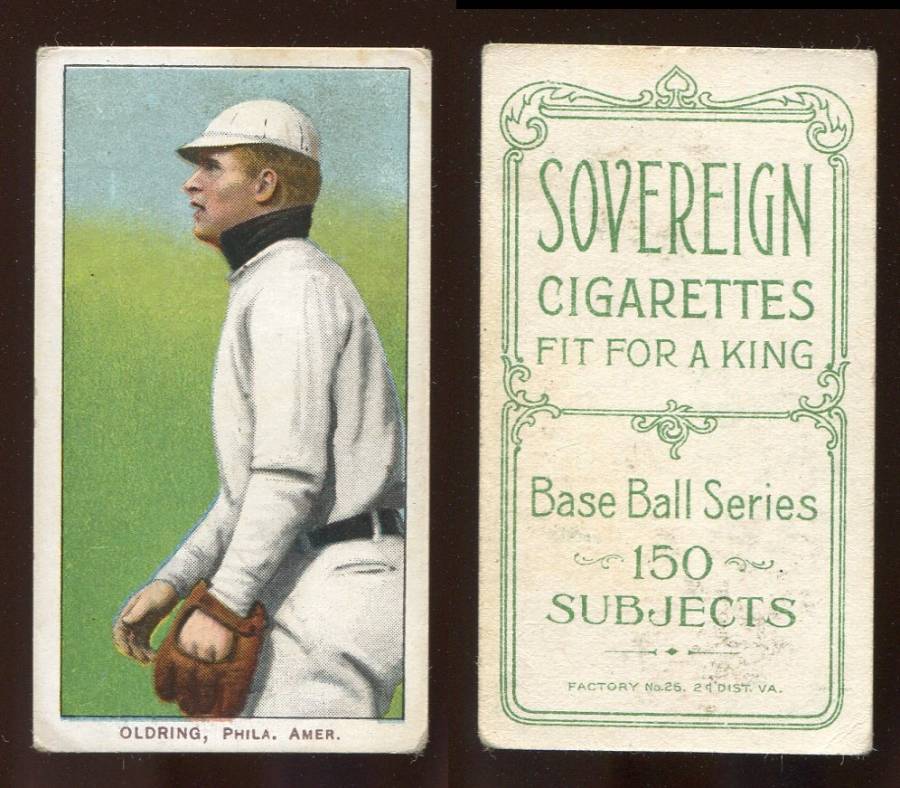 OLDRING, PHILA. AMER.
SOVEREIGN
CIGARETTES
FIT FOR A KING
Base Ball Series
150
SUBJECTS
FACTORY No. 25. 2d DIST. VA.